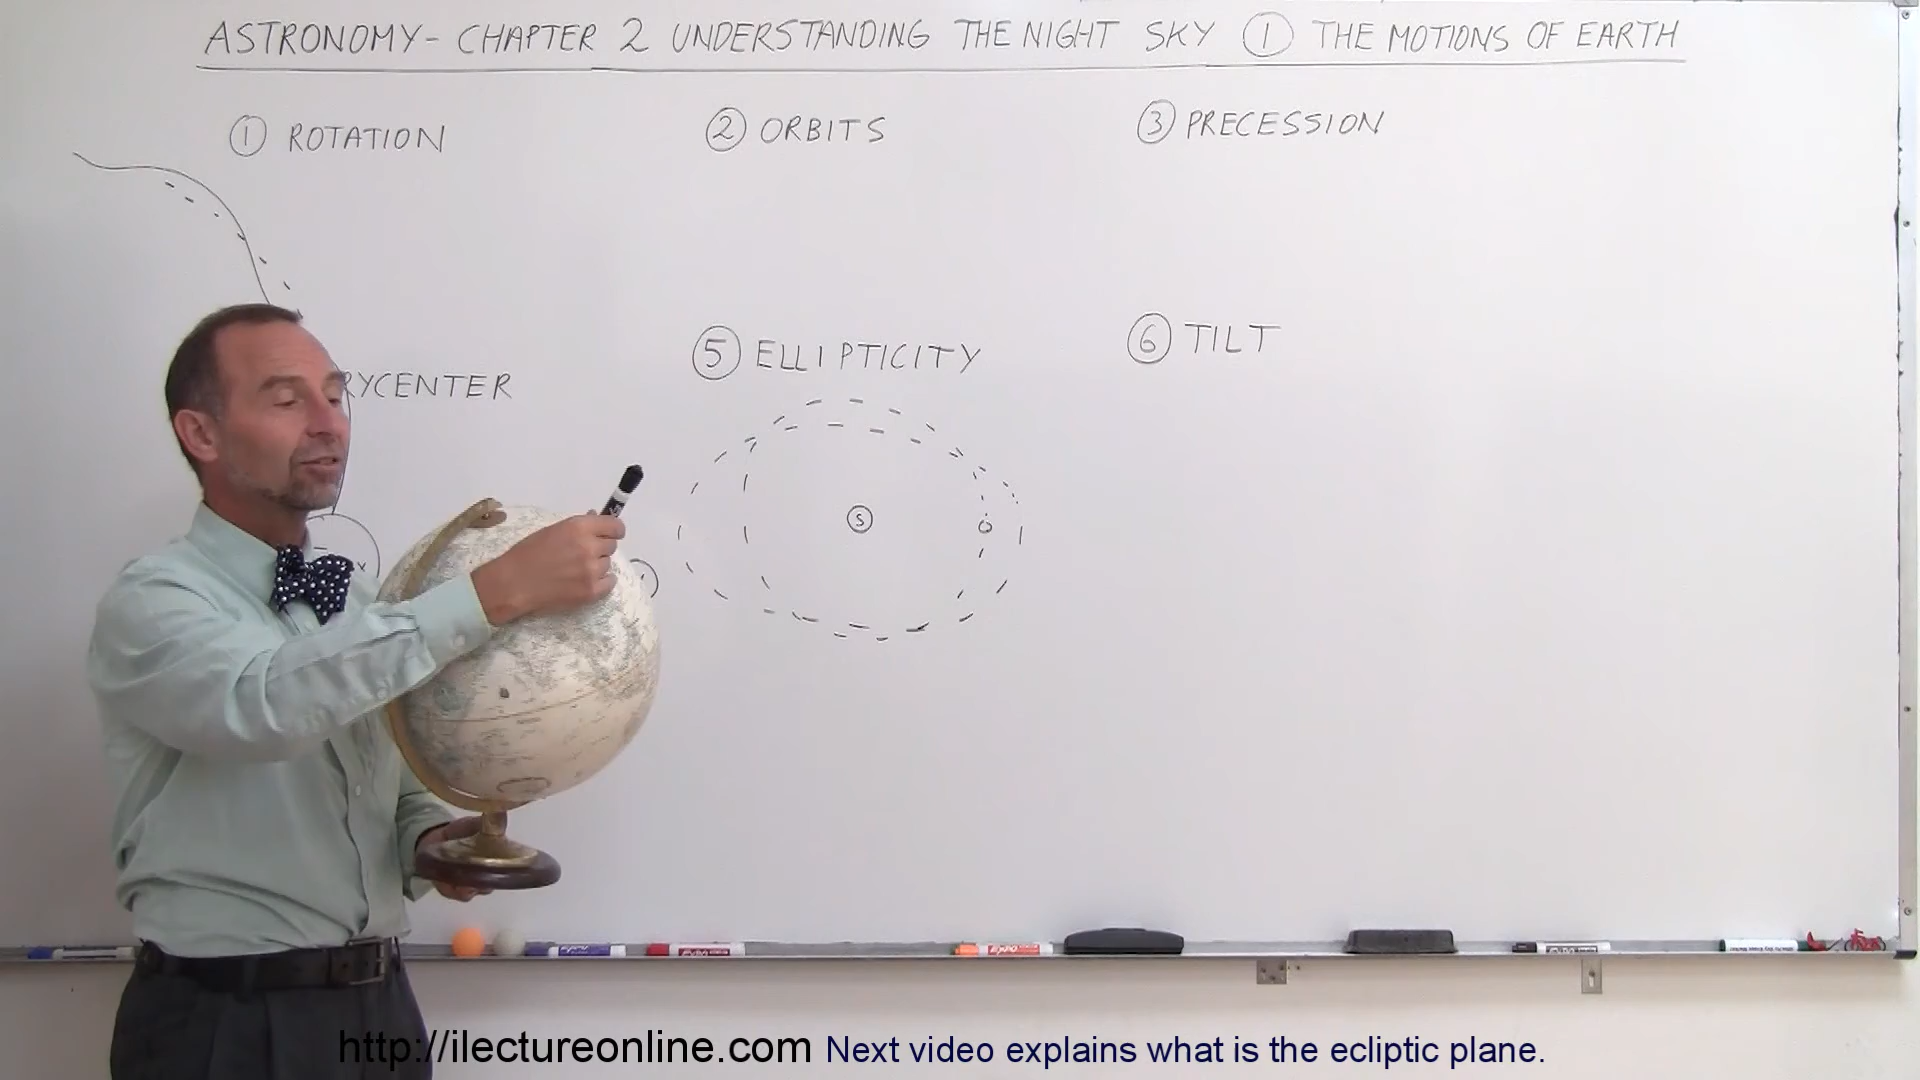 ASTRONOMY - CHAPTER 2 UNDERSTANDING THE NIGHT SKY ① THE MOTIONS OF EARTH
① ROTATION
② ORBITS
③ PRECESSION
RYCENTER
⑤ ELLIPTICITY
⑥ TILT
S
http://ilectureonline.com Next video explains what is the ecliptic plane.